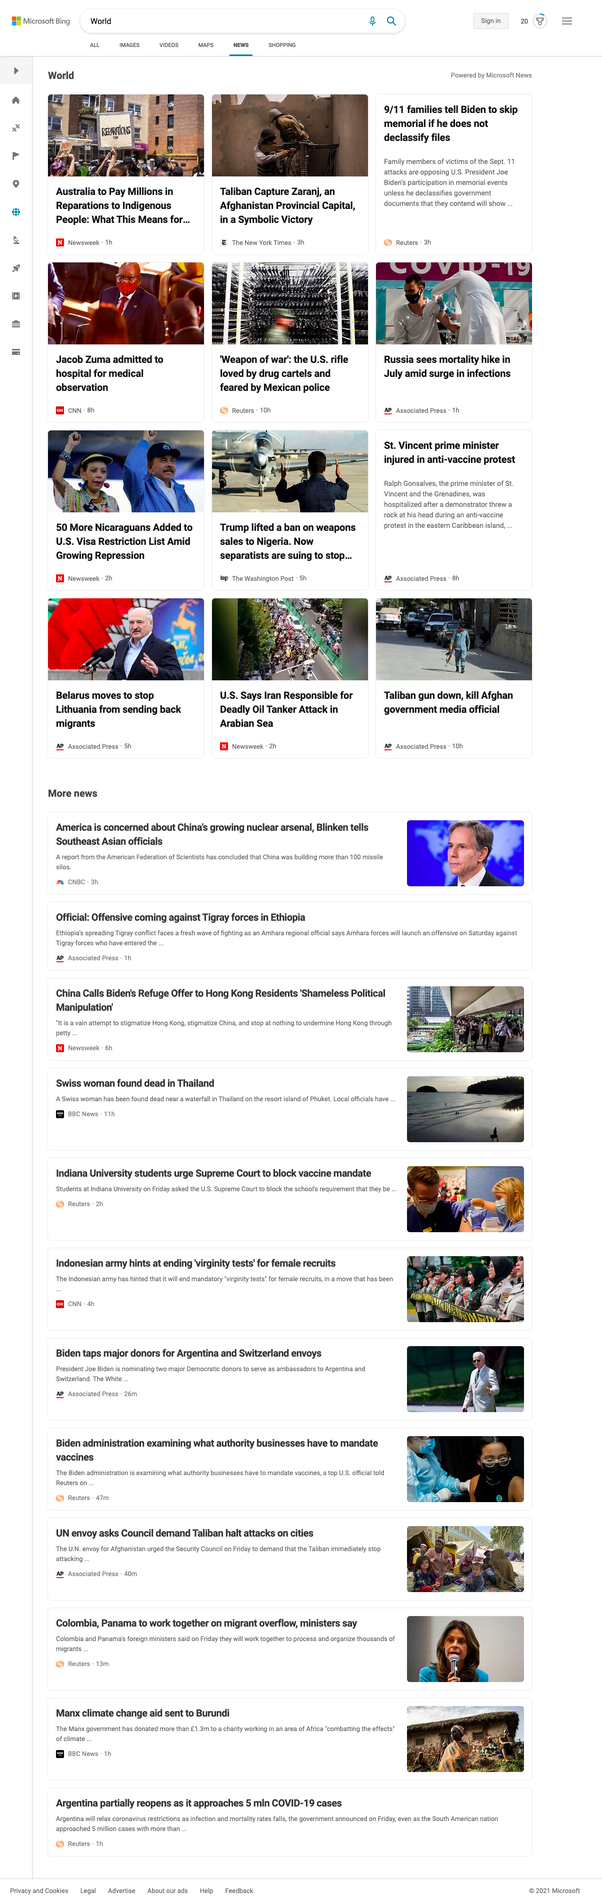 Microsoft Bing
World
Sign in
20
ALL IMAGES VIDEOS MAPS NEWS SHOPPING
World
Powered by Microsoft News
REPARATIONS
Australia to Pay Millions in
Reparations to Indigenous
People: What This Means for...
N Newsweek · 1h
Taliban Capture Zaranj, an
Afghanistan Provincial Capital,
in a Symbolic Victory
The New York Times · 3h
9/11 families tell Biden to skip
memorial if he does not
declassify files
Family members of victims of the Sept. 11
attacks are opposing U.S. President Joe
Biden's participation in memorial events
unless he declassifies government
documents that they contend will show ...
Reuters · 3h
Jacob Zuma admitted to
hospital for medical
observation
CNN CNN · 8h
'Weapon of war': the U.S. rifle
loved by drug cartels and
feared by Mexican police
Reuters · 10h
COVID-19
Russia sees mortality hike in
July amid surge in infections
AP Associated Press · 1h
50 More Nicaraguans Added to
U.S. Visa Restriction List Amid
Growing Repression
N Newsweek · 2h
Trump lifted a ban on weapons
sales to Nigeria. Now
separatists are suing to stop...
wp The Washington Post · 5h
St. Vincent prime minister
injured in anti-vaccine protest
Ralph Gonsalves, the prime minister of St.
Vincent and the Grenadines, was
hospitalized after a demonstrator threw a
rock at his head during an anti-vaccine
protest in the eastern Caribbean island, ...
AP Associated Press · 8h
Belarus moves to stop
Lithuania from sending back
migrants
AP Associated Press · 5h
U.S. Says Iran Responsible for
Deadly Oil Tanker Attack in
Arabian Sea
N Newsweek · 2h
Taliban gun down, kill Afghan
government media official
AP Associated Press · 10h
More news
America is concerned about China's growing nuclear arsenal, Blinken tells
Southeast Asian officials
A report from the American Federation of Scientists has concluded that China was building more than 100 missile
silos.
CNBC · 3h
Official: Offensive coming against Tigray forces in Ethiopia
Ethiopia's spreading Tigray conflict faces a fresh wave of fighting as an Amhara regional official says Amhara forces will launch an offensive on Saturday against
Tigray forces who have entered the ...
AP Associated Press · 1h
China Calls Biden's Refuge Offer to Hong Kong Residents 'Shameless Political
Manipulation'
"It is a vain attempt to stigmatize Hong Kong, stigmatize China, and stop at nothing to undermine Hong Kong through
petty ...
N Newsweek · 6h
Swiss woman found dead in Thailand
A Swiss woman has been found dead near a waterfall in Thailand on the resort island of Phuket. Local officials have ...
BBC News · 11h
Indiana University students urge Supreme Court to block vaccine mandate
Students at Indiana University on Friday asked the U.S. Supreme Court to block the school's requirement that they be ...
Reuters · 2h
Indonesian army hints at ending 'virginity tests' for female recruits
The Indonesian army has hinted that it will end mandatory "virginity tests" for female recruits, in a move that has been
...
CNN CNN · 4h
Biden taps major donors for Argentina and Switzerland envoys
President Joe Biden is nominating two major Democratic donors to serve as ambassadors to Argentina and
Switzerland. The White ...
AP Associated Press · 26m
Biden administration examining what authority businesses have to mandate
vaccines
The Biden administration is examining what authority businesses have to mandate vaccines, a top U.S. official told
Reuters on ...
Reuters · 47m
UN envoy asks Council demand Taliban halt attacks on cities
The U.N. envoy for Afghanistan urged the Security Council on Friday to demand that the Taliban immediately stop
attacking ...
AP Associated Press · 40m
Colombia, Panama to work together on migrant overflow, ministers say
Colombia and Panama's foreign ministers said on Friday they will work together to process and organize thousands of
migrants ...
Reuters · 13m
Manx climate change aid sent to Burundi
The Manx government has donated more than £1.3m to a charity working in an area of Africa "combatting the effects"
of climate ...
BBC News · 1h
Argentina partially reopens as it approaches 5 mln COVID-19 cases
Argentina will relax coronavirus restrictions as infection and mortality rates falls, the government announced on Friday, even as the South American nation
approached 5 million cases with more than ...
Reuters · 1h
Privacy and Cookies Legal Advertise About our ads Help Feedback
© 2021 Microsoft